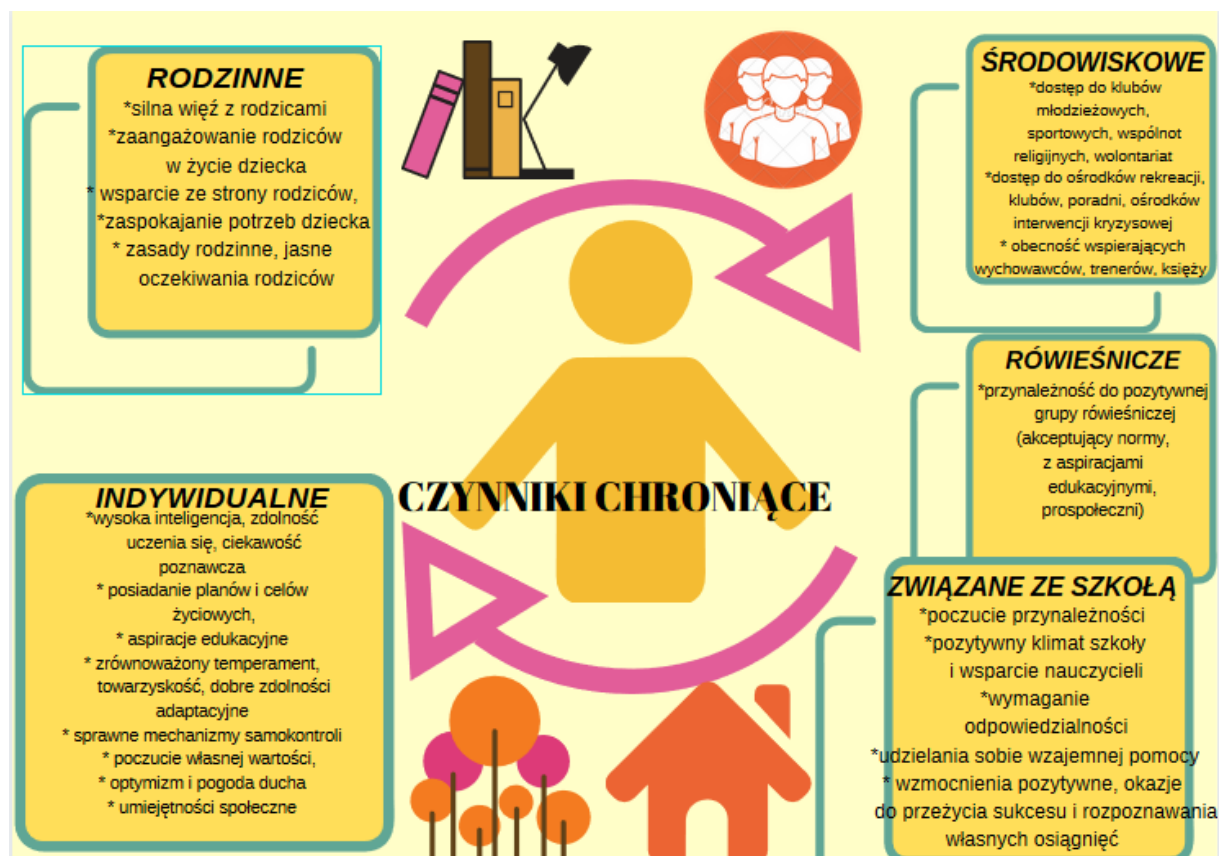 RODZINNE
*silna więź z rodzicami
*zaangażowanie rodziców
w życie dziecka
* wsparcie ze strony rodziców,
*zaspokajanie potrzeb dziecka
* zasady rodzinne, jasne
oczekiwania rodziców
ŚRODOWISKOWE
*dostęp do klubów
młodzieżowych,
sportowych, wspólnot
religijnych, wolontariat
*dostęp do ośrodków rekreacji,
klubów, poradni, ośrodków
interwencji kryzysowej
* obecność wspierających
wychowawców, trenerów, księży
RÓWIEŚNICZE
*przynależność do pozytywnej
grupy rówieśniczej
(akceptujący normy,
z aspiracjami
edukacyjnymi,
prospołeczni)
CZYNNIKI CHRONIĄCE
INDYWIDUALNE
*wysoka inteligencja, zdolność
uczenia się, ciekawość
poznawcza
* posiadanie planów i celów
życiowych,
* aspiracje edukacyjne
* zrównoważony temperament,
towarzyskość, dobre zdolności
adaptacyjne
* sprawne mechanizmy samokontroli
* poczucie własnej wartości,
* optymizm i pogoda ducha
* umiejętności społeczne
ZWIĄZANE ZE SZKOŁĄ
*poczucie przynależności
*pozytywny klimat szkoły
i wsparcie nauczycieli
*wymaganie
odpowiedzialności
*udzielania sobie wzajemnej pomocy
* wzmocnienia pozytywne, okazje
do przeżycia sukcesu i rozpoznawania
własnych osiągnięć